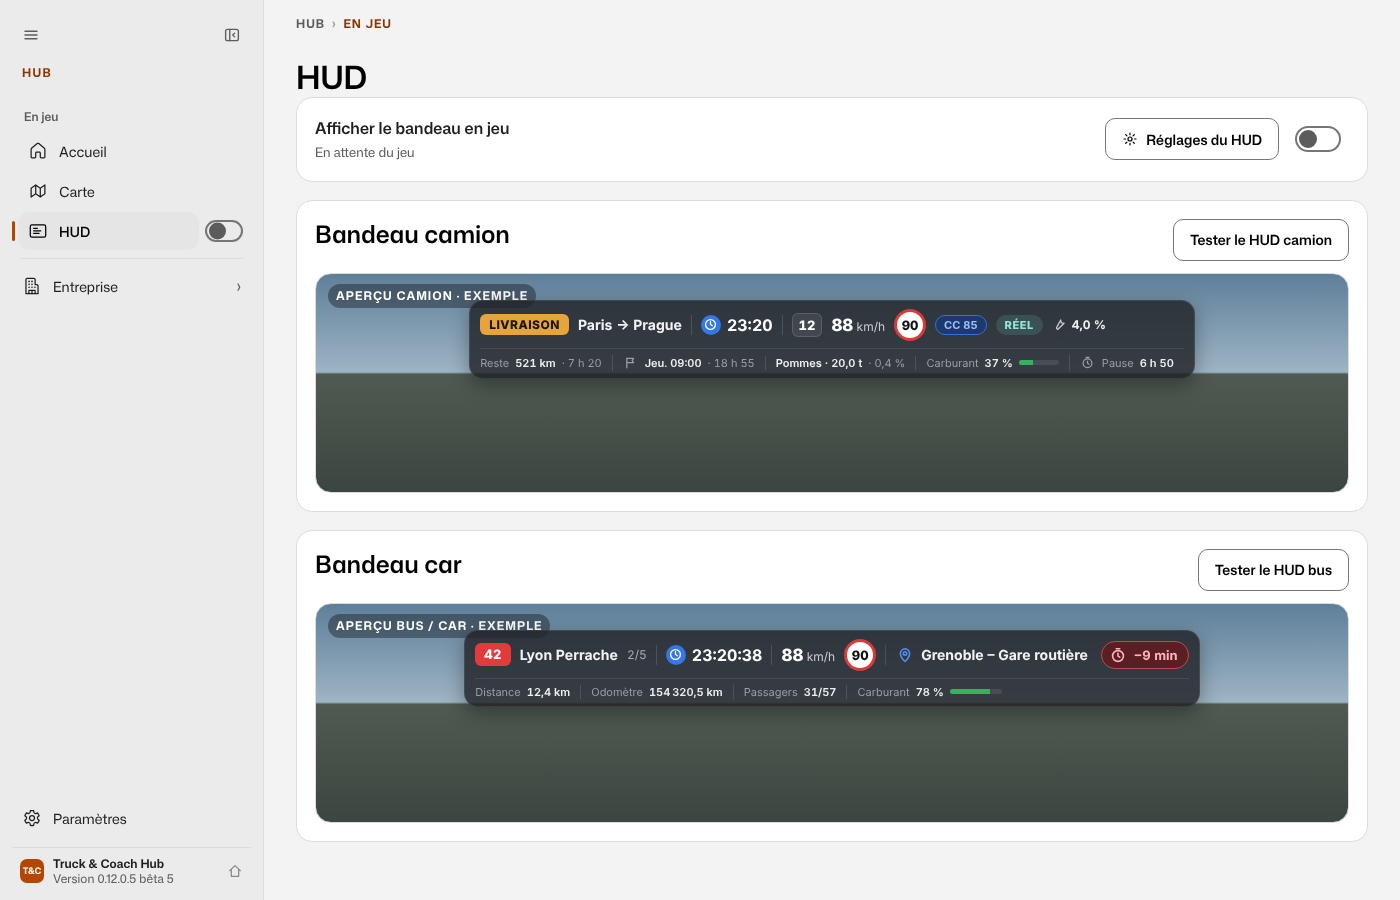 HUB › EN JEU
HUB
En jeu
Accueil
Carte
HUD
Entreprise ›
Paramètres
T&C
Truck & Coach Hub
Version 0.12.0.5 bêta 5
HUD
Afficher le bandeau en jeu
En attente du jeu
Réglages du HUD
Bandeau camion
Tester le HUD camion
APERÇU CAMION · EXEMPLE
LIVRAISON Paris → Prague 23:20 12 88 km/h 90 CC 85 RÉEL 4,0 %
Reste 521 km · 7 h 20 Jeu. 09:00 · 18 h 55 Pommes · 20,0 t · 0,4 % Carburant 37 % Pause 6 h 50
Bandeau car
Tester le HUD bus
APERÇU BUS / CAR · EXEMPLE
42 Lyon Perrache 2/5 23:20:38 88 km/h 90 Grenoble – Gare routière −9 min
Distance 12,4 km Odomètre 154 320,5 km Passagers 31/57 Carburant 78 %